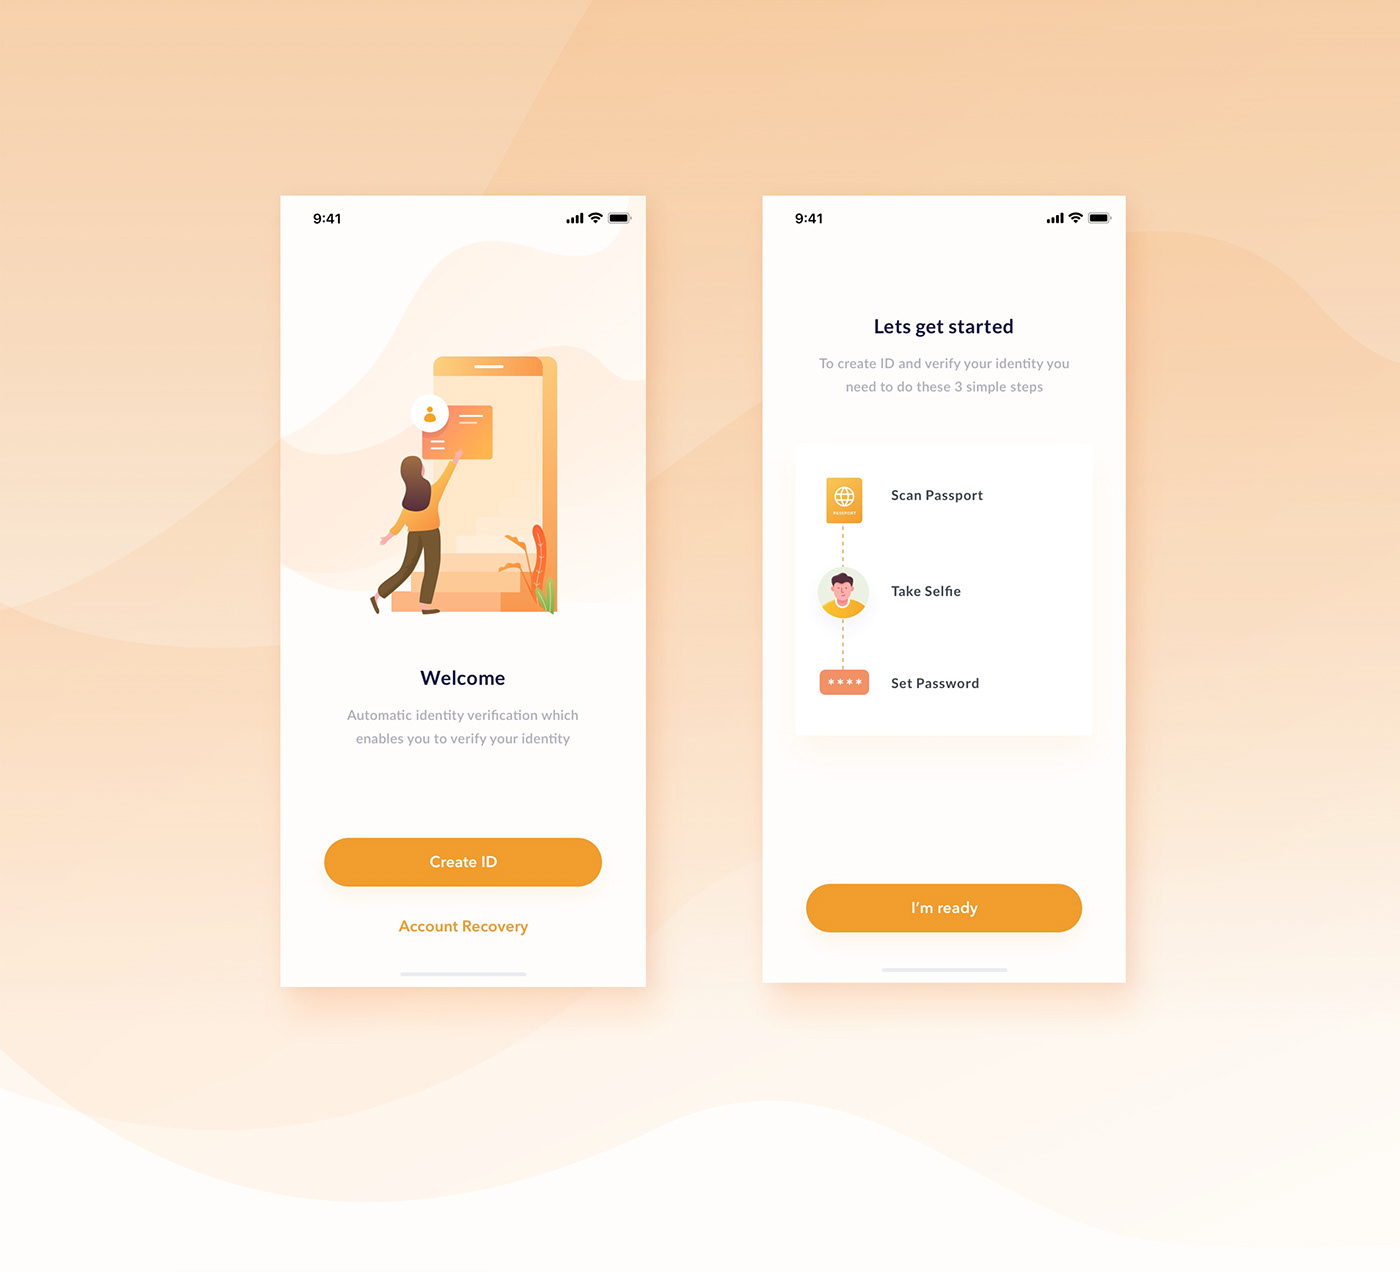 9:41
Welcome
Automatic identity verification which
enables you to verify your identity
Create ID
Account Recovery
9:41
Lets get started
To create ID and verify your identity you
need to do these 3 simple steps
PASSPORT
Scan Passport
Take Selfie
****
Set Password
I'm ready